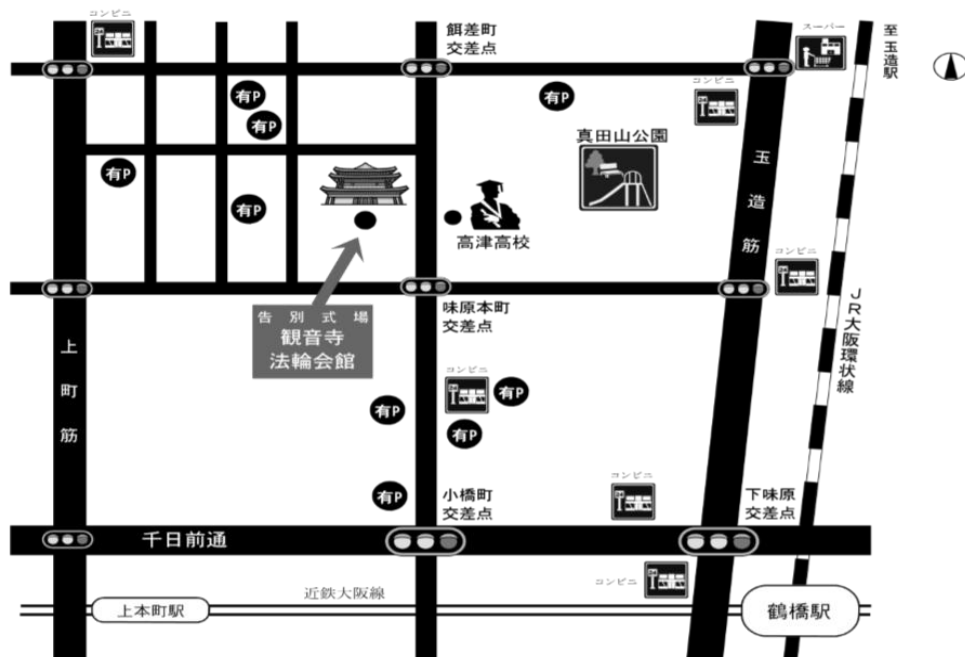 コンビニ
24
餌差町
交差点
スーパー
至
玉
造
駅
有P
有P
有P
コンビニ
24
真田山公園
有P
有P
玉
造
筋
高津高校
コンビニ
24
告別式場
観音寺
法輪会館
味原本町
交差点
JR大阪環状線
上
町
筋
コンビニ
24
有P
有P
有P
有P
小橋町
交差点
コンビニ
24
下味原
交差点
千日前通
コンビニ
24
近鉄大阪線
上本町駅
鶴橋駅